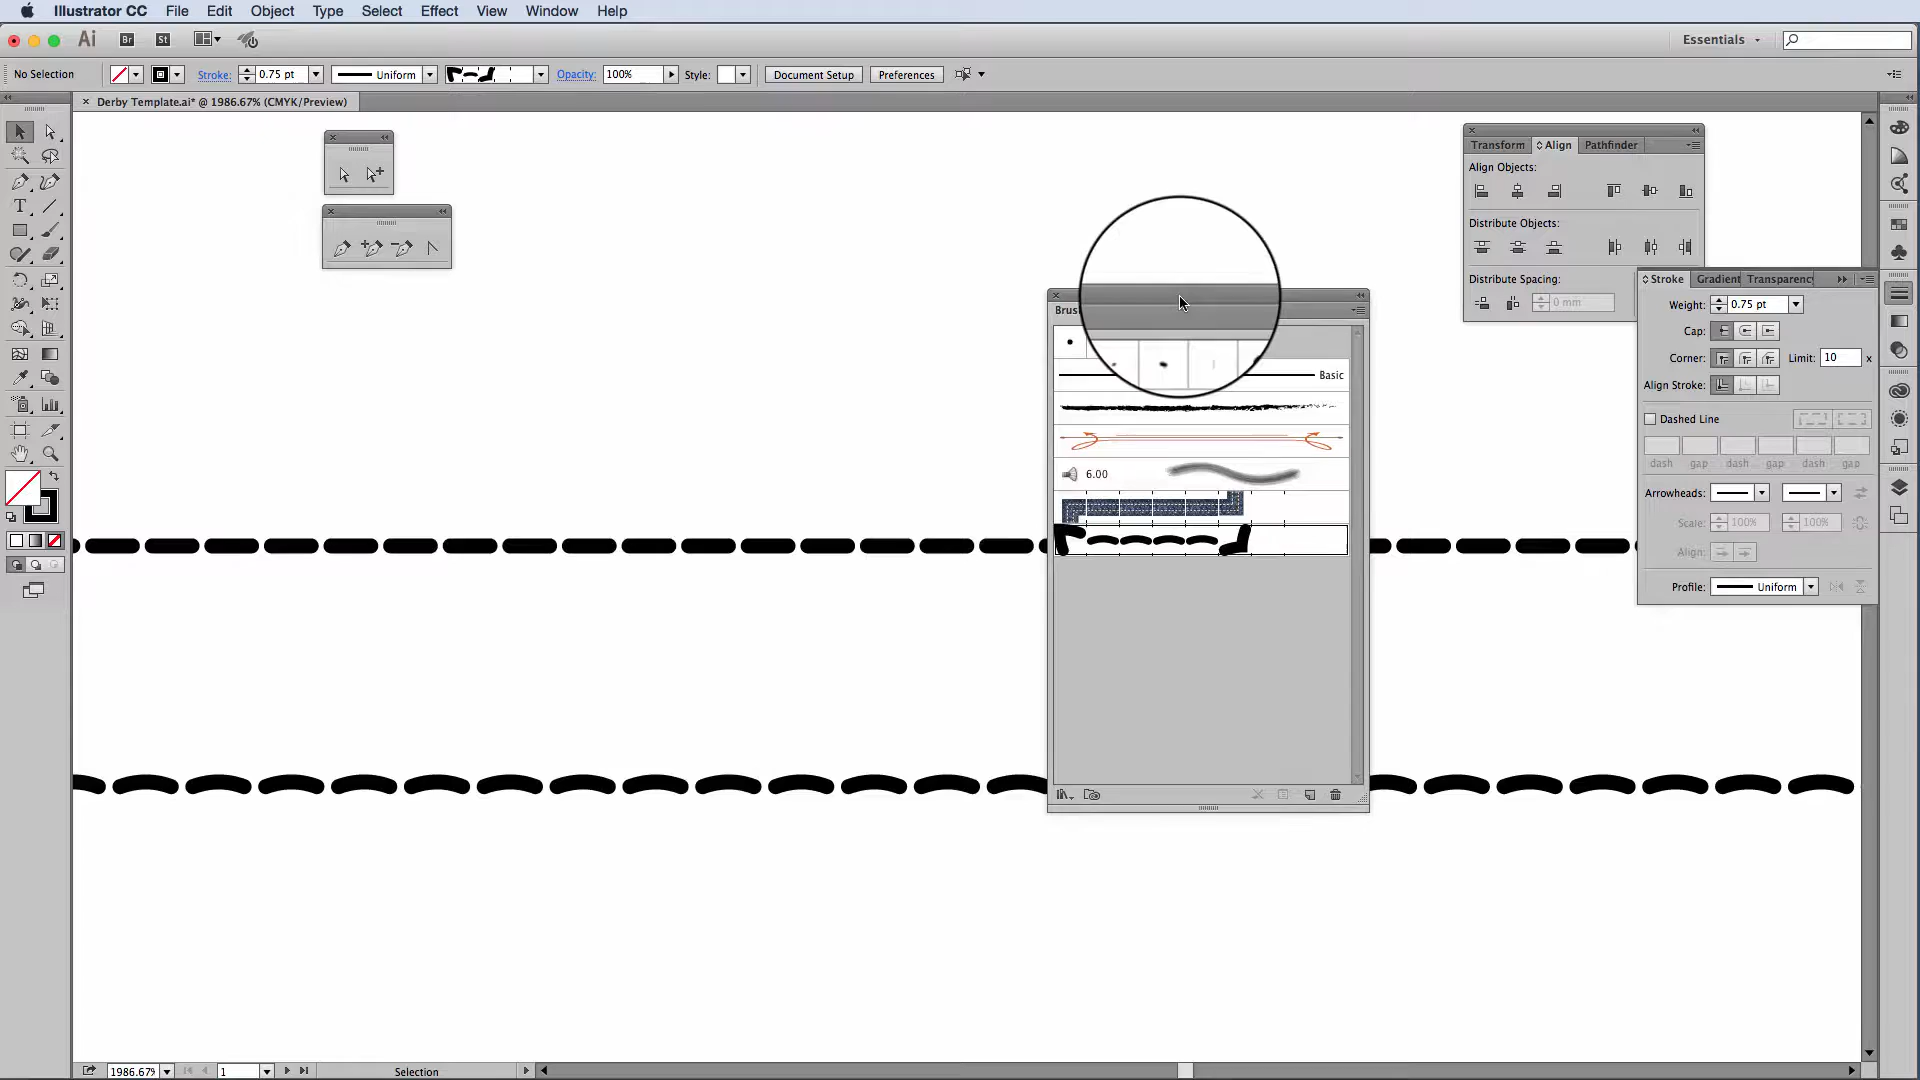 Illustrator CC File Edit Object Type Select Effect View Window Help
Ai Br St Essentials
No Selection Stroke: 0.75 pt Uniform Opacity: 100% Style: Document Setup Preferences
× Derby Template.ai* @ 1986.67% (CMYK/Preview)
Transform Align Pathfinder
Align Objects:
Distribute Objects:
Distribute Spacing:
0 mm
Stroke Gradient Transparency
Weight: 0.75 pt
Cap:
Corner: Limit: 10 x
Align Stroke:
Dashed Line
dash gap dash gap dash gap
Arrowheads:
Scale: 100% 100%
Align:
Profile: Uniform
Basic
6.00
1986.67% 1 Selection